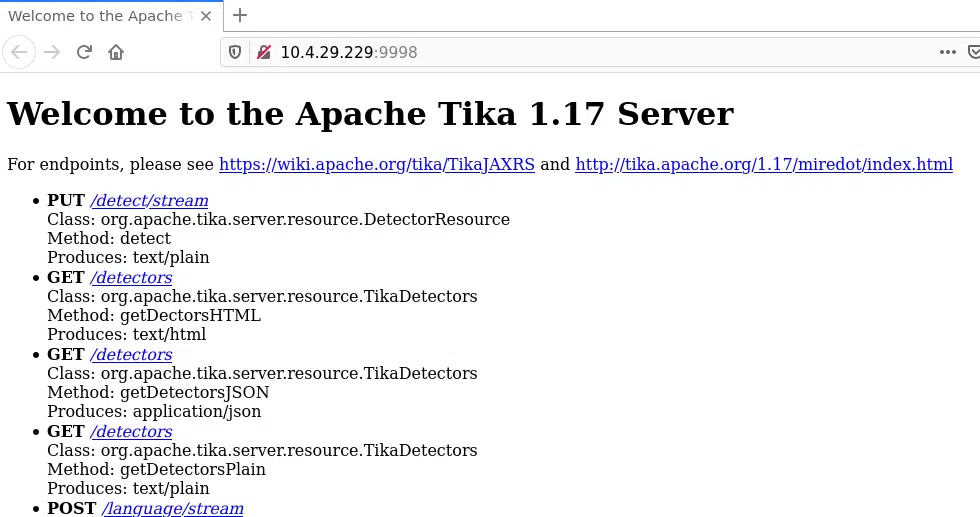 Welcome to the Apache T
10.4.29.229:9998
Welcome to the Apache Tika 1.17 Server
For endpoints, please see https://wiki.apache.org/tika/TikaJAXRS and http://tika.apache.org/1.17/miredot/index.html
• PUT /detect/stream
Class: org.apache.tika.server.resource.DetectorResource
Method: detect
Produces: text/plain
• GET /detectors
Class: org.apache.tika.server.resource.TikaDetectors
Method: getDectorsHTML
Produces: text/html
• GET /detectors
Class: org.apache.tika.server.resource.TikaDetectors
Method: getDetectorsJSON
Produces: application/json
• GET /detectors
Class: org.apache.tika.server.resource.TikaDetectors
Method: getDetectorsPlain
Produces: text/plain
• POST /language/stream